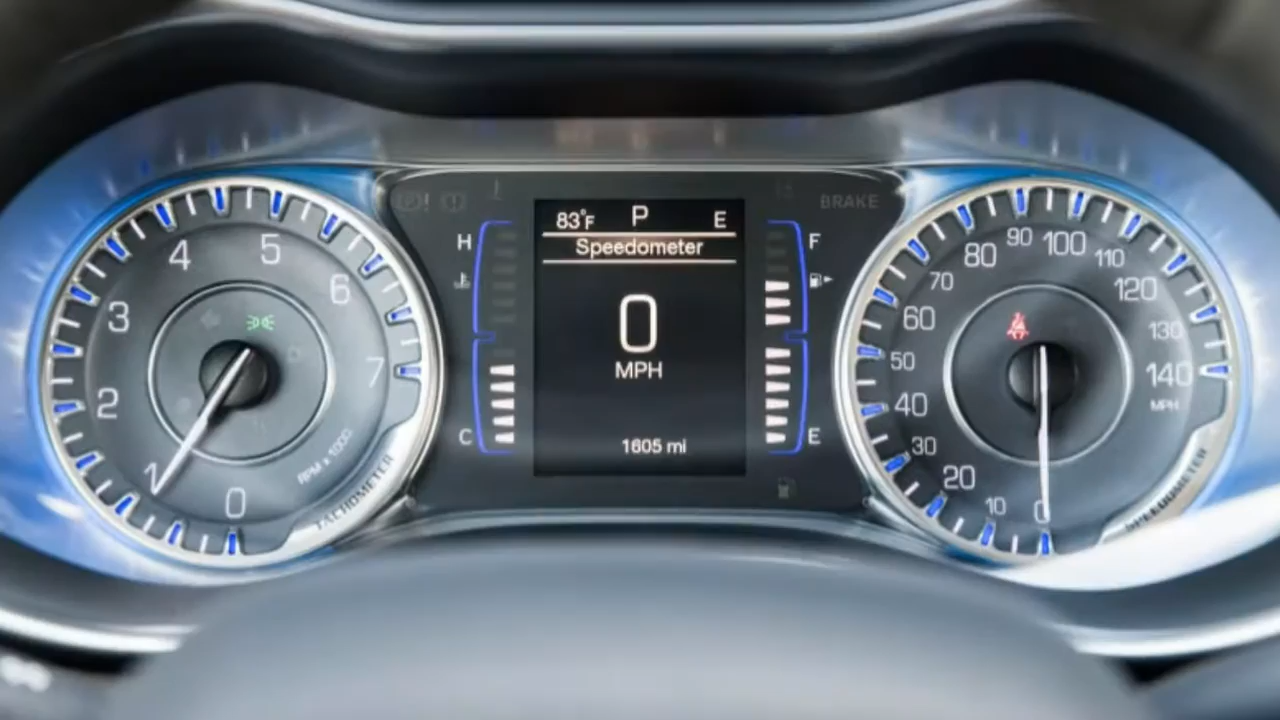 0
1
2
3
4
5
6
7
RPM x 1000
TACHOMETER
BRAKE
H
C
83°F P E
Speedometer
0
MPH
1605 mi
F
E
0
10
20
30
40
50
60
70
80
90
100
110
120
130
140
MPH
SPEEDOMETER